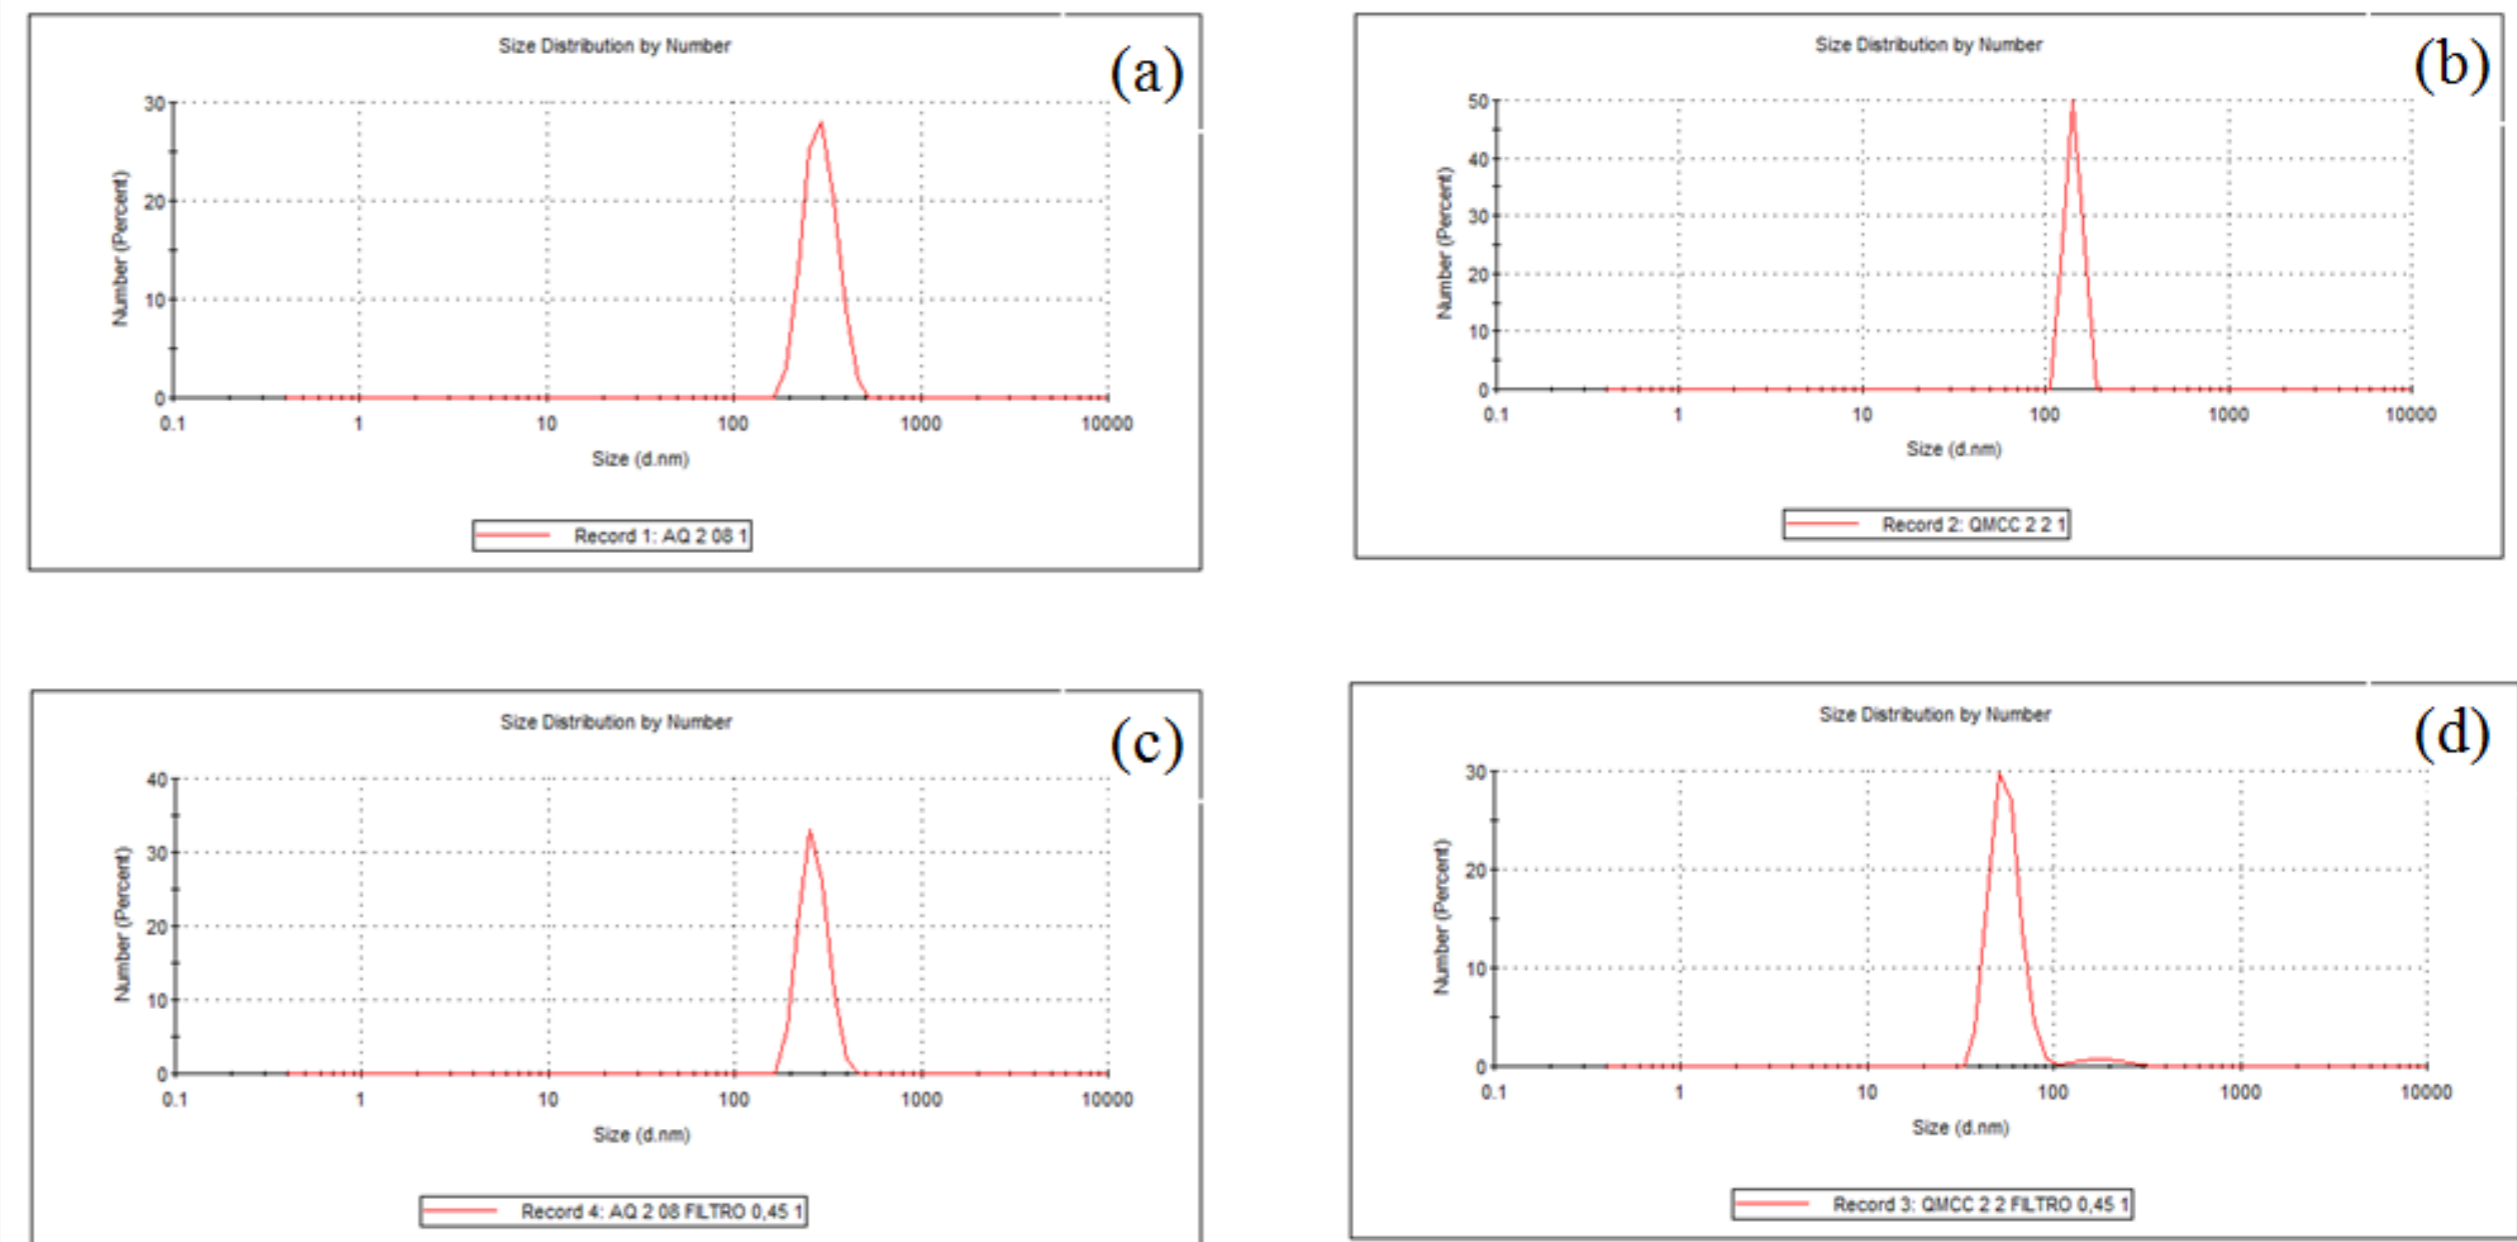 Size Distribution by Number
(a)
30
20
10
0
Number (Percent)
0.1 1 10 100 1000 10000
Size (d.nm)
Record 1: AQ 2 08 1
Size Distribution by Number
(b)
50
40
30
20
10
0
Number (Percent)
0.1 1 10 100 1000 10000
Size (d.nm)
Record 2: QMCC 2 2 1
Size Distribution by Number
(c)
40
30
20
10
0
Number (Percent)
0.1 1 10 100 1000 10000
Size (d.nm)
Record 4: AQ 2 08 FILTRO 0,45 1
Size Distribution by Number
(d)
30
20
10
0
Number (Percent)
0.1 1 10 100 1000 10000
Size (d.nm)
Record 3: QMCC 2 2 FILTRO 0,45 1